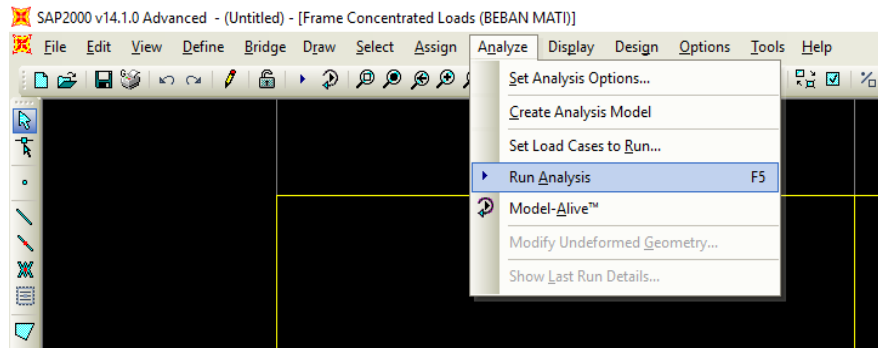 SAP2000 v14.1.0 Advanced - (Untitled) - [Frame Concentrated Loads (BEBAN MATI)]
File Edit View Define Bridge Draw Select Assign Analyze Display Design Options Tools Help
Set Analysis Options...
Create Analysis Model
Set Load Cases to Run...
Run Analysis F5
Model-Alive™
Modify Undeformed Geometry...
Show Last Run Details...